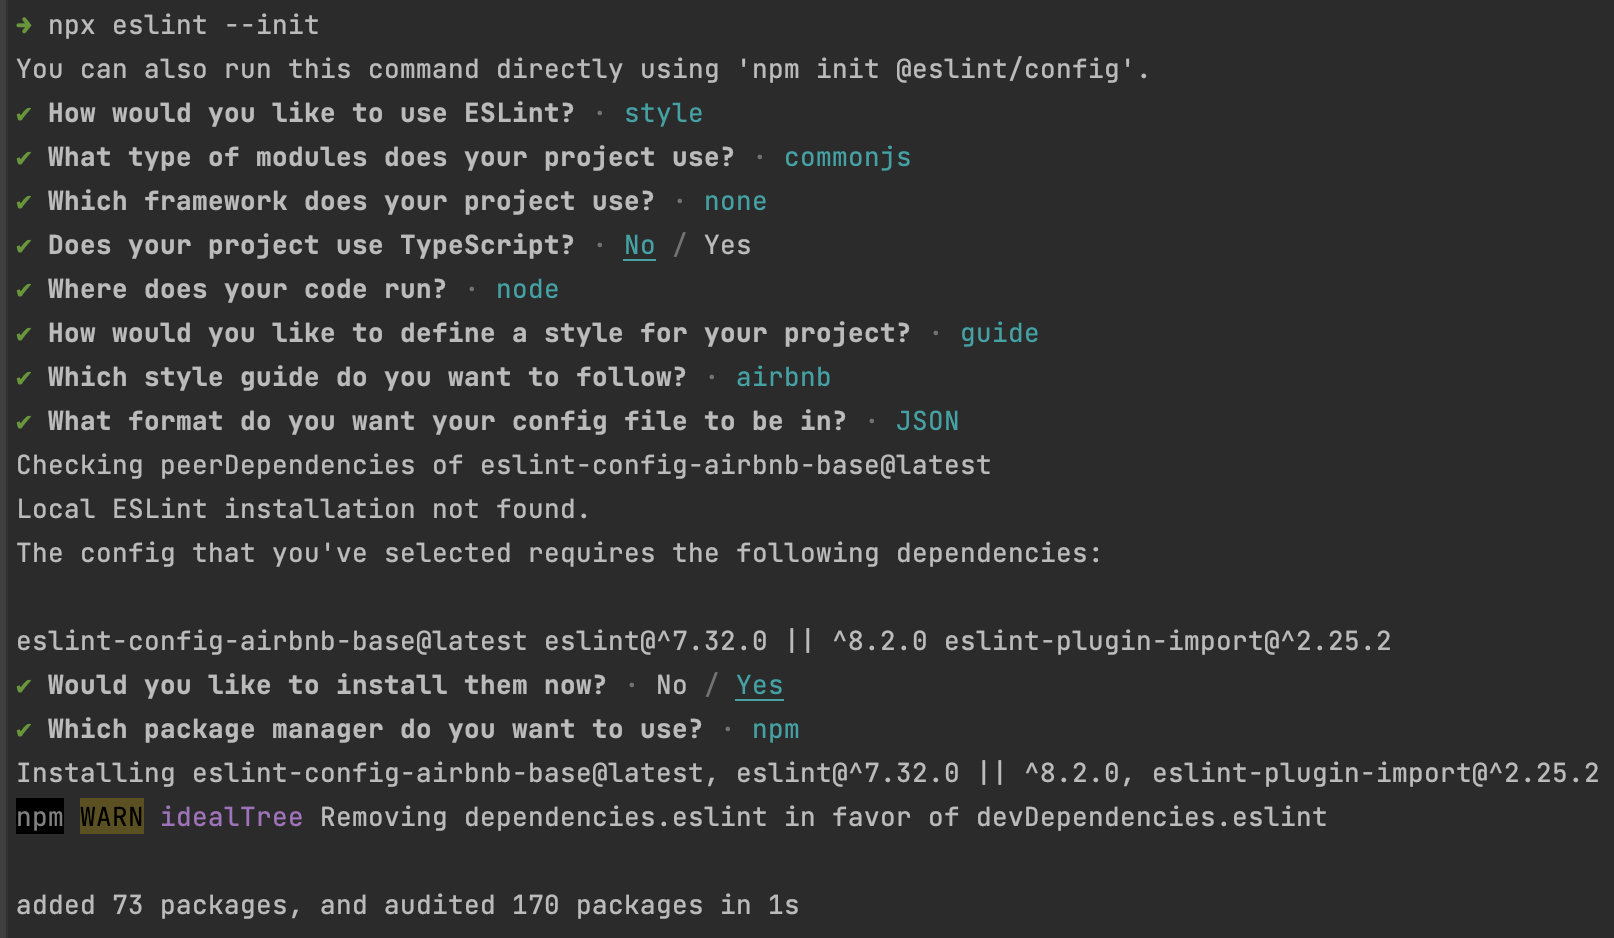 ➜ npx eslint --init
You can also run this command directly using 'npm init @eslint/config'.
✔ How would you like to use ESLint? · style
✔ What type of modules does your project use? · commonjs
✔ Which framework does your project use? · none
✔ Does your project use TypeScript? · No / Yes
✔ Where does your code run? · node
✔ How would you like to define a style for your project? · guide
✔ Which style guide do you want to follow? · airbnb
✔ What format do you want your config file to be in? · JSON
Checking peerDependencies of eslint-config-airbnb-base@latest
Local ESLint installation not found.
The config that you've selected requires the following dependencies:

eslint-config-airbnb-base@latest eslint@^7.32.0 || ^8.2.0 eslint-plugin-import@^2.25.2
✔ Would you like to install them now? · No / Yes
✔ Which package manager do you want to use? · npm
Installing eslint-config-airbnb-base@latest, eslint@^7.32.0 || ^8.2.0, eslint-plugin-import@^2.25.2
npm WARN idealTree Removing dependencies.eslint in favor of devDependencies.eslint

added 73 packages, and audited 170 packages in 1s